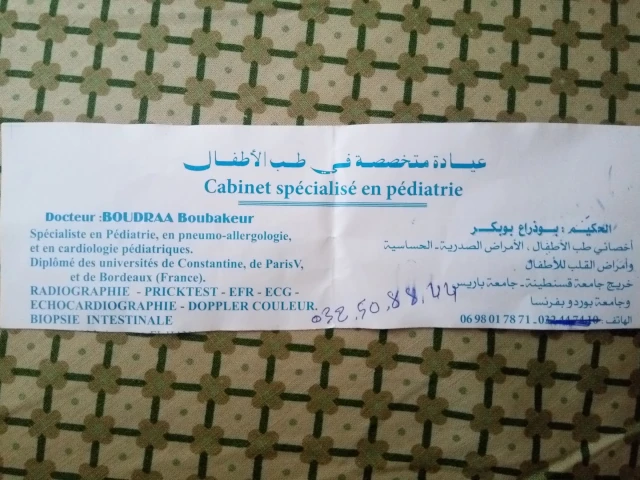 عيادة متخصصة في طب الأطفال
Cabinet spécialisé en pédiatrie
Docteur :BOUDRAA Boubakeur
Spécialiste en Pédiatrie, en pneumo-allergologie,
et en cardiologie pédiatriques.
Diplômé des universités de Constantine, de ParisV,
et de Bordeaux (France).
RADIOGRAPHIE - PRICKTEST - EFR - ECG -
ECHOCARDIOGRAPHIE - DOPPLER COULEUR.
BIOPSIE INTESTINALE
الحكيم : بوذراع بوبكر
أخصائي طب الأطفال ، الأمراض الصدرية - الحساسية
وأمراض القلب للأطفال .
خريج جامعة قسنطينة - جامعة باريس
وجامعة بوردو بفرنسا
الهاتف: 06 98 01 78 71 -
032.50.88.44